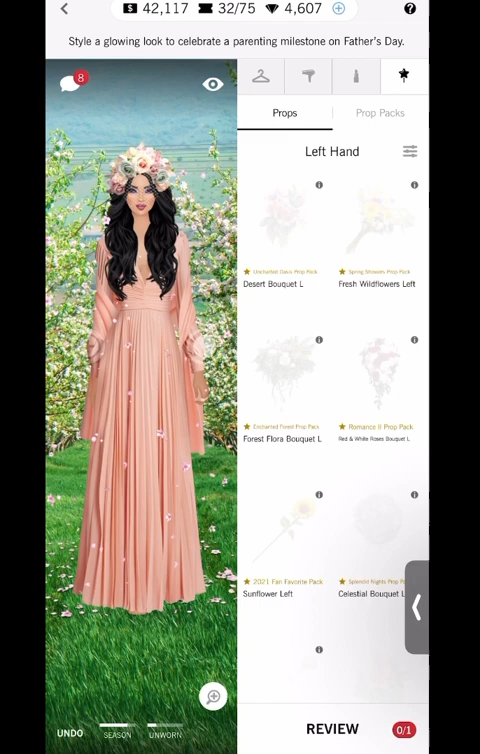 42,117 32/75 4,607
Style a glowing look to celebrate a parenting milestone on Father's Day.
8
Props Prop Packs
Left Hand
Uncharted Oasis Prop Pack
Desert Bouquet L
Spring Showers Prop Pack
Fresh Wildflowers Left
Enchanted Forest Prop Pack
Forest Flora Bouquet L
Romance II Prop Pack
Red & White Roses Bouquet L
2021 Fan Favorite Pack
Sunflower Left
Splendid Nights Prop
Celestial Bouquet L
UNDO SEASON UNWORN
REVIEW 0/1